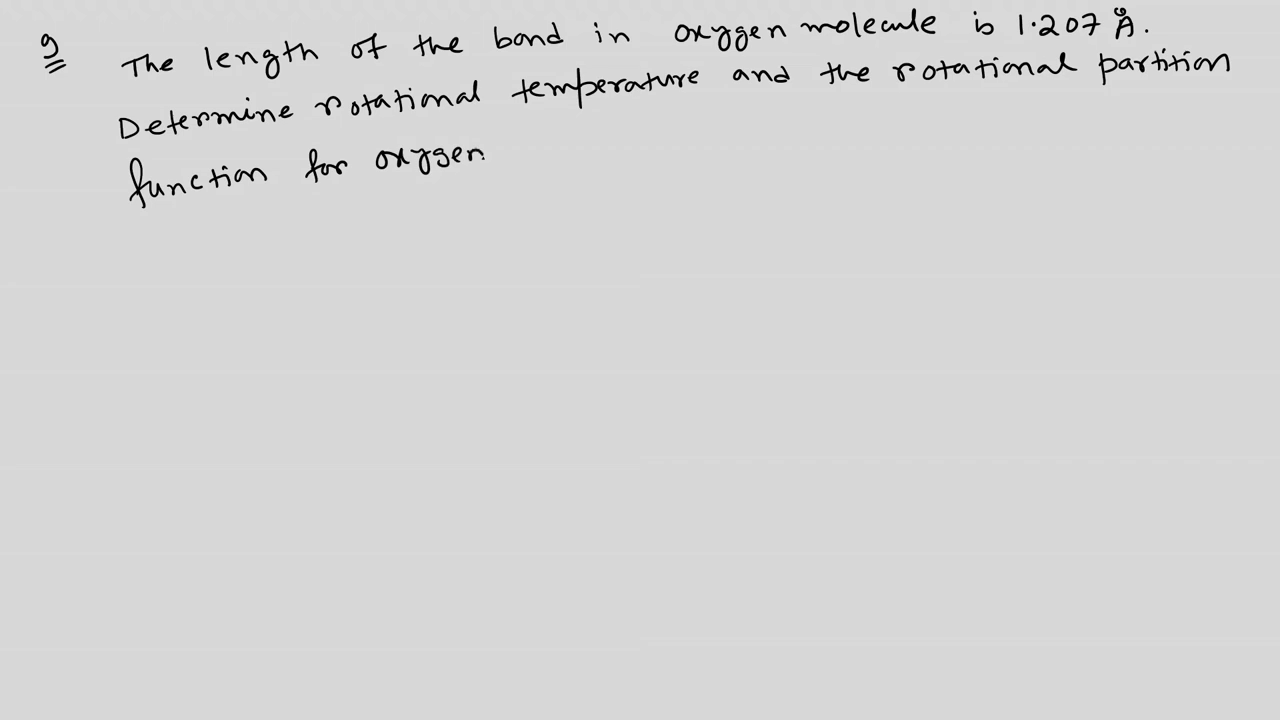 9 The length of the bond in oxygen molecule is 1.207 Å.
Determine rotational temperature and the rotational partition
function for oxygen.